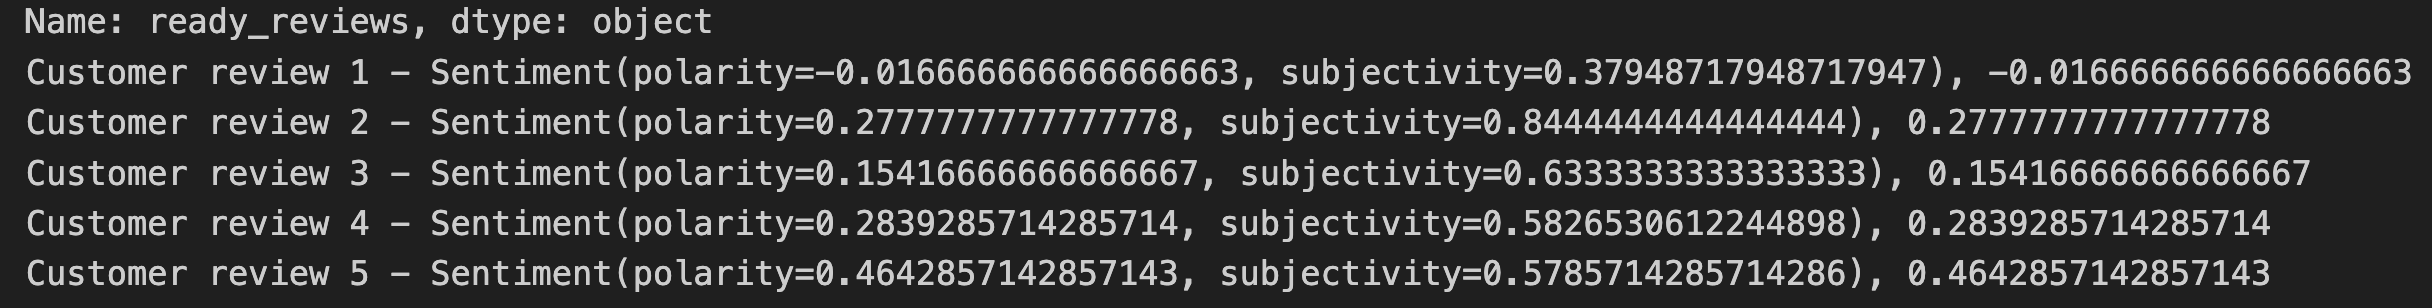 Name: ready_reviews, dtype: object
Customer review 1 – Sentiment(polarity=-0.016666666666666663, subjectivity=0.37948717948717947), -0.016666666666666663
Customer review 2 – Sentiment(polarity=0.2777777777777778, subjectivity=0.8444444444444444), 0.2777777777777778
Customer review 3 – Sentiment(polarity=0.15416666666666667, subjectivity=0.6333333333333333), 0.15416666666666667
Customer review 4 – Sentiment(polarity=0.2839285714285714, subjectivity=0.5826530612244898), 0.2839285714285714
Customer review 5 – Sentiment(polarity=0.4642857142857143, subjectivity=0.5785714285714286), 0.4642857142857143